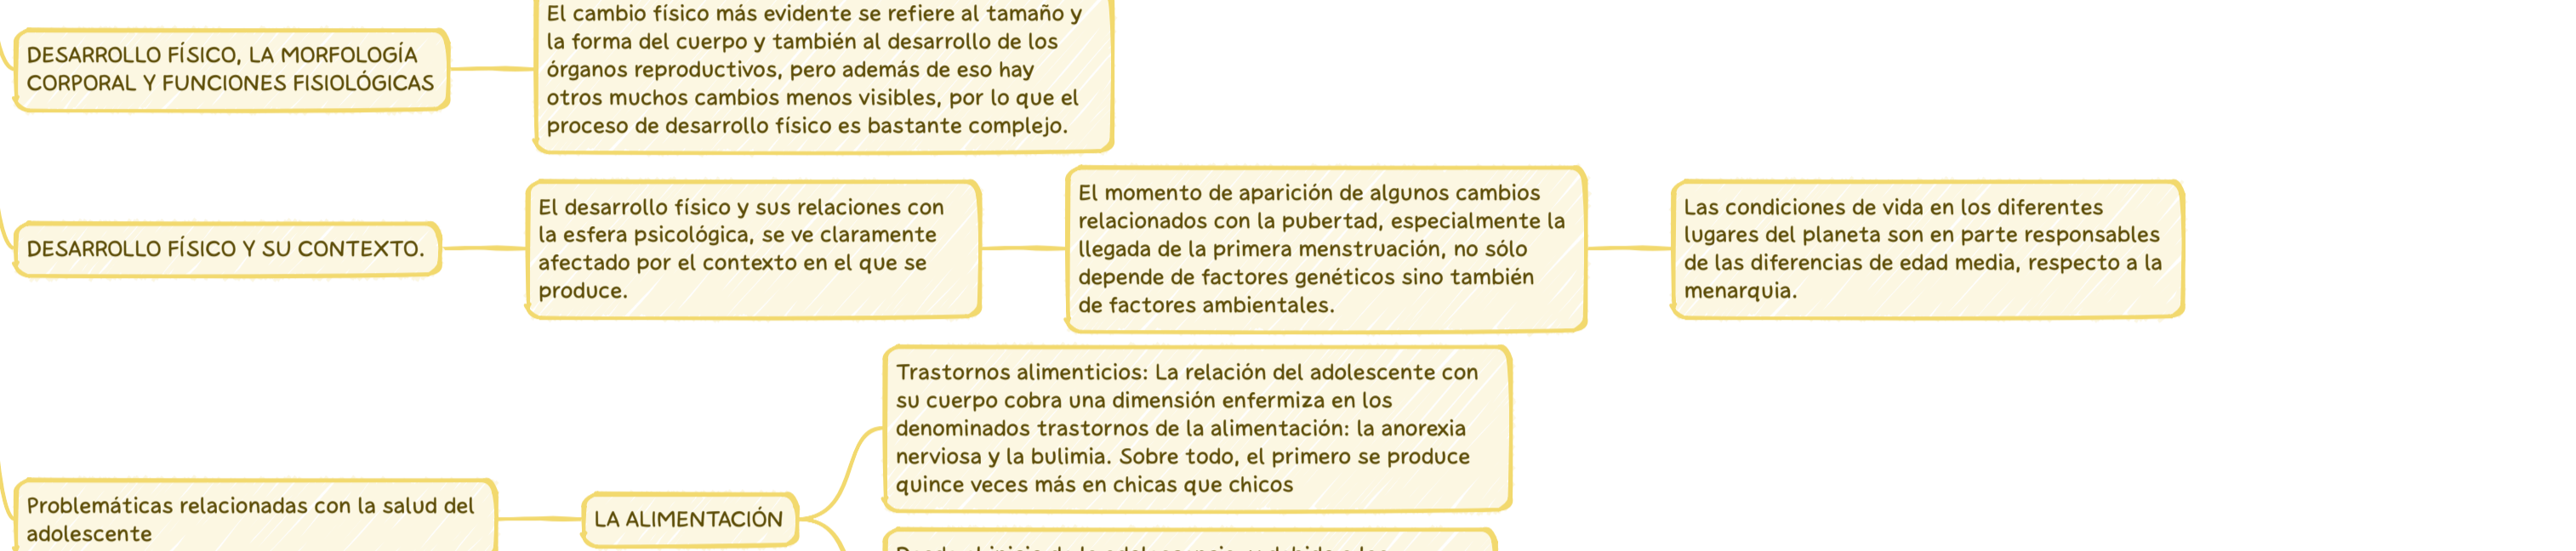 DESARROLLO FÍSICO, LA MORFOLOGÍA
CORPORAL Y FUNCIONES FISIOLÓGICAS
El cambio físico más evidente se refiere al tamaño y
la forma del cuerpo y también al desarrollo de los
órganos reproductivos, pero además de eso hay
otros muchos cambios menos visibles, por lo que el
proceso de desarrollo físico es bastante complejo.
DESARROLLO FÍSICO Y SU CONTEXTO.
El desarrollo físico y sus relaciones con
la esfera psicológica, se ve claramente
afectado por el contexto en el que se
produce.
El momento de aparición de algunos cambios
relacionados con la pubertad, especialmente la
llegada de la primera menstruación, no sólo
depende de factores genéticos sino también
de factores ambientales.
Las condiciones de vida en los diferentes
lugares del planeta son en parte responsables
de las diferencias de edad media, respecto a la
menarquia.
Problemáticas relacionadas con la salud del
adolescente
LA ALIMENTACIÓN
Trastornos alimenticios: La relación del adolescente con
su cuerpo cobra una dimensión enfermiza en los
denominados trastornos de la alimentación: la anorexia
nerviosa y la bulimia. Sobre todo, el primero se produce
quince veces más en chicas que chicos